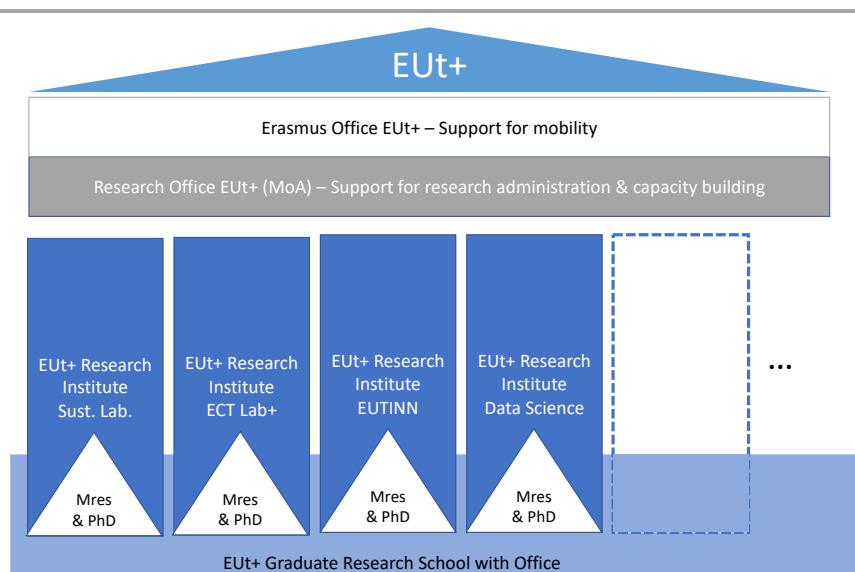 EUt+
Erasmus Office EUt+ – Support for mobility
Research Office EUt+ (MoA) – Support for research administration & capacity building
EUt+ Research
Institute
Sust. Lab.
EUt+ Research
Institute
ECT Lab+
EUt+ Research
Institute
EUTINN
EUt+ Research
Institute
Data Science
...
Mres
& PhD
Mres
& PhD
Mres
& PhD
Mres
& PhD
EUt+ Graduate Research School with Office